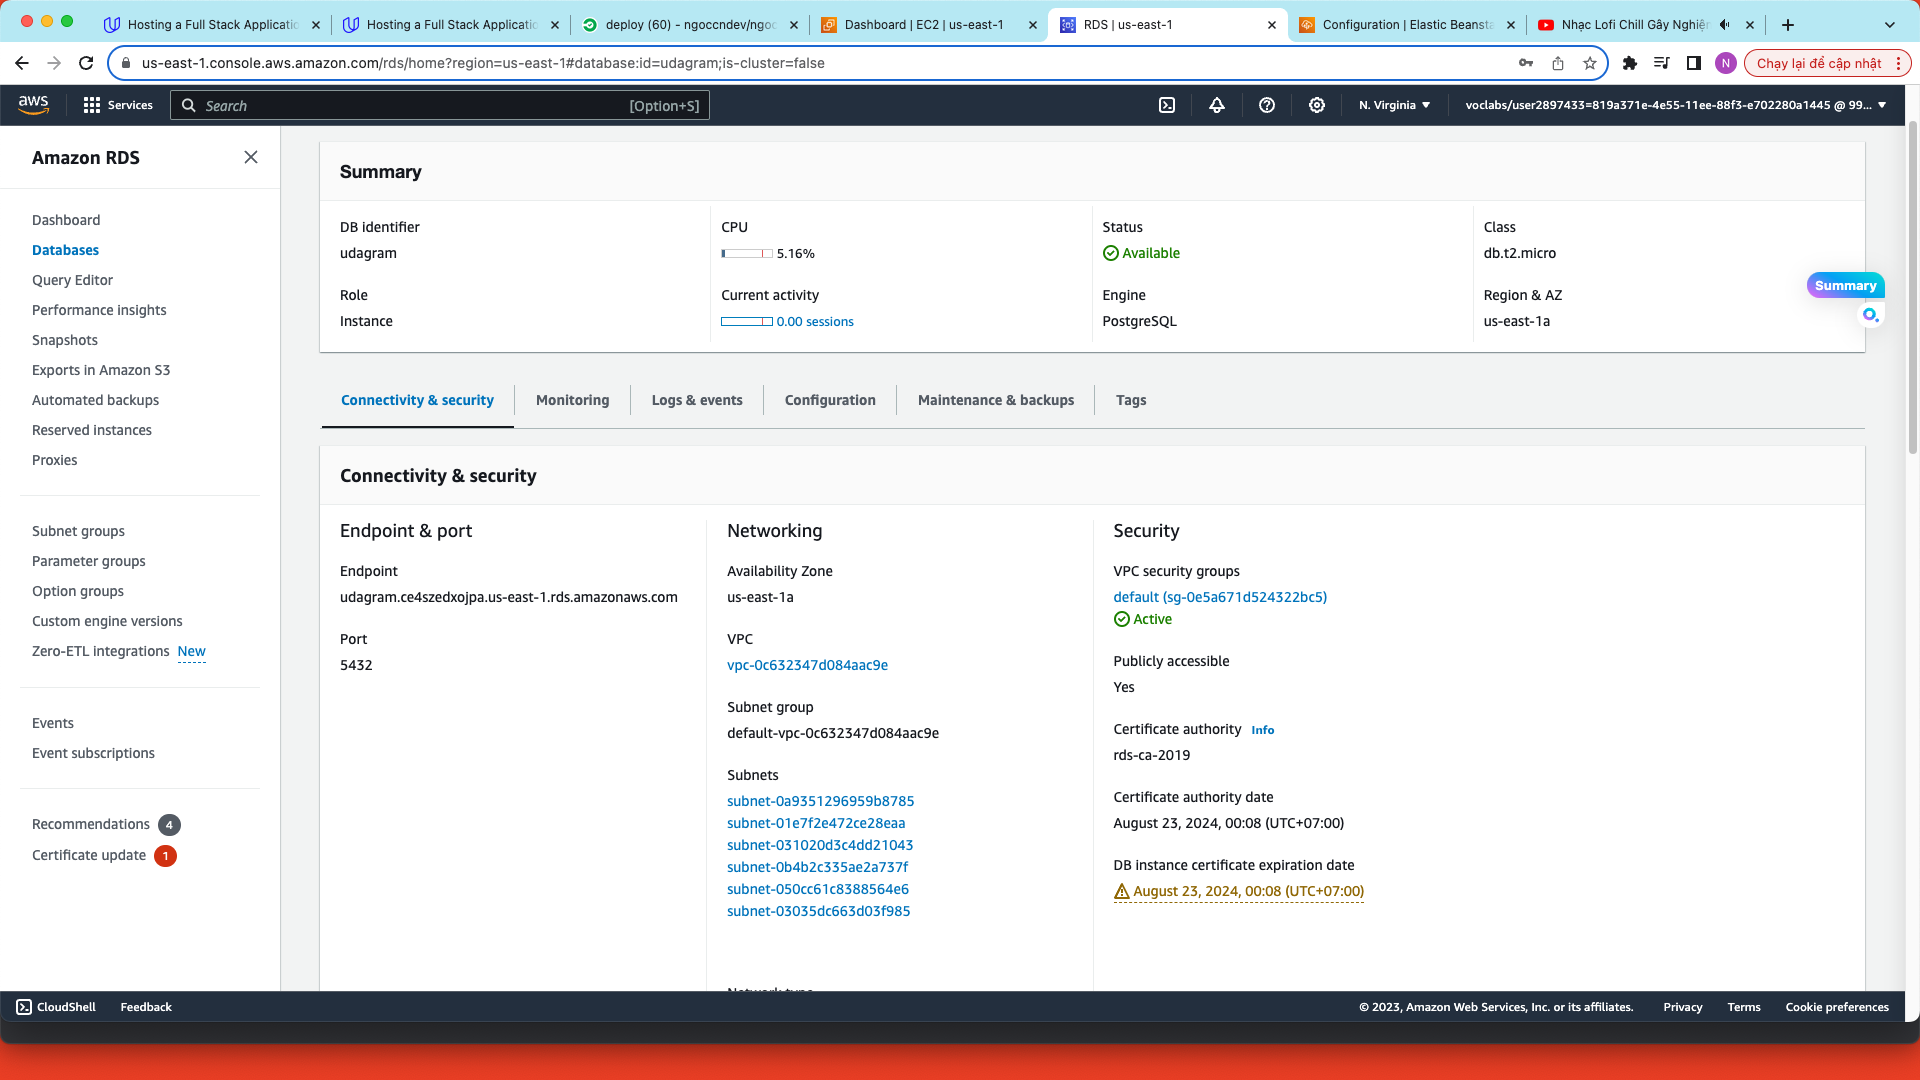 Hosting a Full Stack Applicatio
Hosting a Full Stack Applicatio
deploy (60) - ngoccndev/ngoc
Dashboard | EC2 | us-east-1
RDS | us-east-1
Configuration | Elastic Beansta
Nhạc Lofi Chill Gây Nghiện
us-east-1.console.aws.amazon.com/rds/home?region=us-east-1#database:id=udagram;is-cluster=false
N
Chạy lại để cập nhật
aws
Services
Search
[Option+S]
N. Virginia
voclabs/user2897433=819a371e-4e55-11ee-88f3-e702280a1445 @ 99...
Amazon RDS
Dashboard
Databases
Query Editor
Performance insights
Snapshots
Exports in Amazon S3
Automated backups
Reserved instances
Proxies
Subnet groups
Parameter groups
Option groups
Custom engine versions
Zero-ETL integrations New
Events
Event subscriptions
Recommendations 4
Certificate update 1
Summary
DB identifier
udagram
CPU
5.16%
Status
Available
Class
db.t2.micro
Role
Instance
Current activity
0.00 sessions
Engine
PostgreSQL
Region & AZ
us-east-1a
Summary
Connectivity & security
Monitoring
Logs & events
Configuration
Maintenance & backups
Tags
Connectivity & security
Endpoint & port
Endpoint
udagram.ce4szedxojpa.us-east-1.rds.amazonaws.com
Port
5432
Networking
Availability Zone
us-east-1a
VPC
vpc-0c632347d084aac9e
Subnet group
default-vpc-0c632347d084aac9e
Subnets
subnet-0a9351296959b8785
subnet-01e7f2e472ce28eaa
subnet-031020d3c4dd21043
subnet-0b4b2c335ae2a737f
subnet-050cc61c8388564e6
subnet-03035dc663d03f985
Network type
Security
VPC security groups
default (sg-0e5a671d524322bc5)
Active
Publicly accessible
Yes
Certificate authority Info
rds-ca-2019
Certificate authority date
August 23, 2024, 00:08 (UTC+07:00)
DB instance certificate expiration date
August 23, 2024, 00:08 (UTC+07:00)
CloudShell
Feedback
© 2023, Amazon Web Services, Inc. or its affiliates.
Privacy
Terms
Cookie preferences